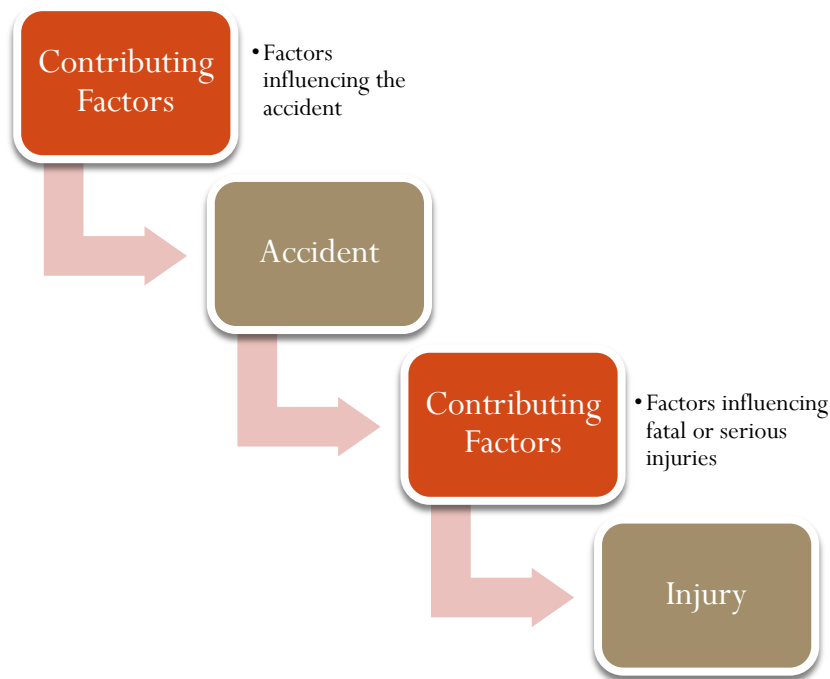 Contributing
Factors
• Factors
influencing the
accident
Accident
Contributing
Factors
• Factors influencing
fatal or serious
injuries
Injury